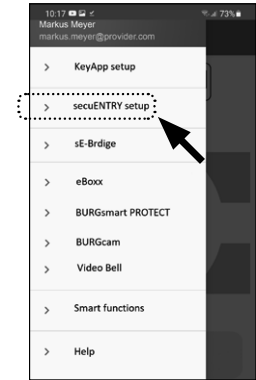 10:17
73%
Markus Meyer
markus.meyer@provider.com
KeyApp setup
secuENTRY setup
sE-Brdige
eBoxx
BURGsmart PROTECT
BURGcam
Video Bell
Smart functions
Help